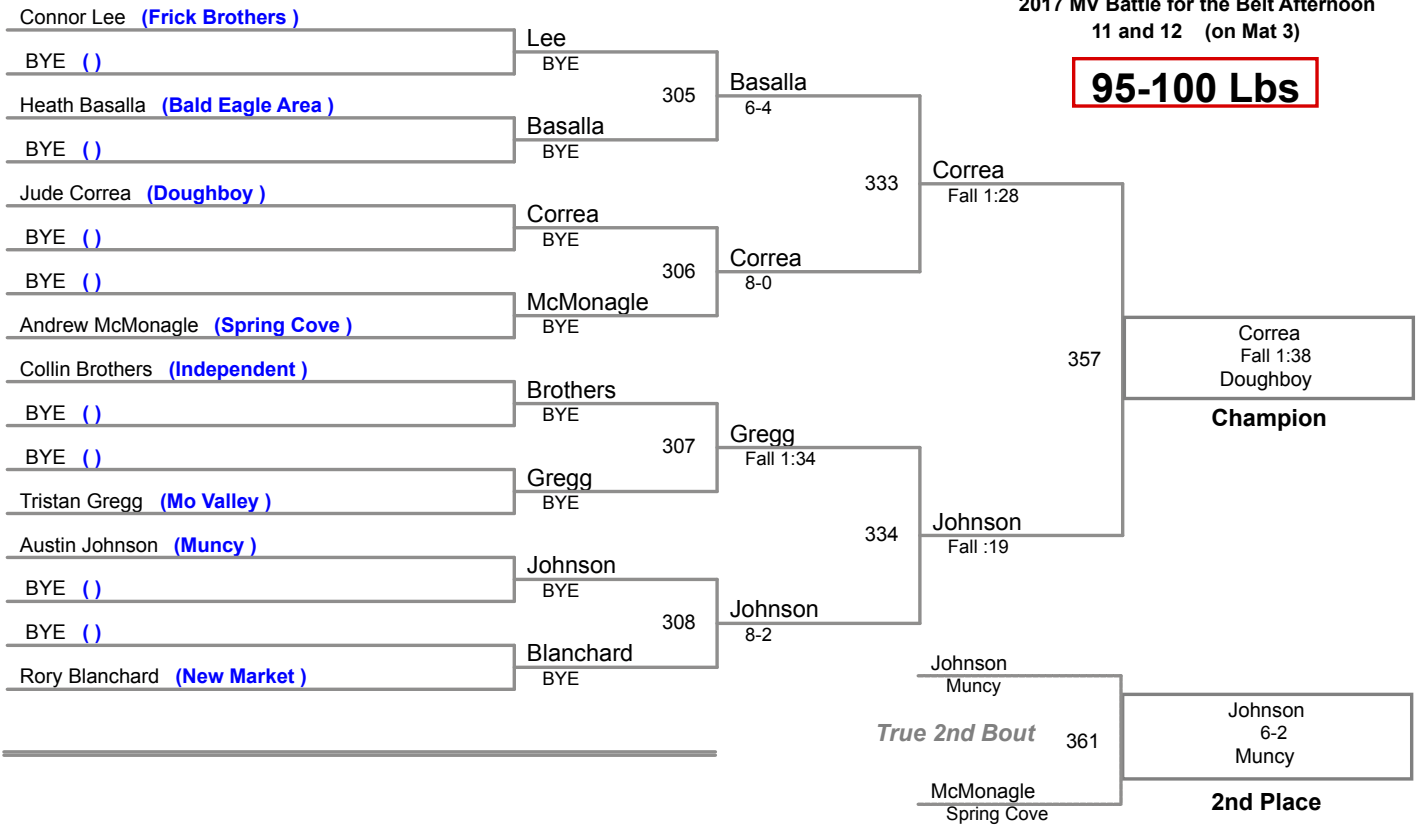 2017 MV Battle for the Belt Afternoon
11 and 12 (on Mat 3)
95-100 Lbs
Connor Lee (Frick Brothers )
BYE ( )
Heath Basalla (Bald Eagle Area )
BYE ( )
Jude Correa (Doughboy )
BYE ( )
BYE ( )
Andrew McMonagle (Spring Cove )
Collin Brothers (Independent )
BYE ( )
BYE ( )
Tristan Gregg (Mo Valley )
Austin Johnson (Muncy )
BYE ( )
BYE ( )
Rory Blanchard (New Market )
Lee
BYE
305
Basalla
BYE
Correa
BYE
306
McMonagle
BYE
Brothers
BYE
307
Gregg
BYE
Johnson
BYE
308
Blanchard
BYE
Basalla
6-4
333
Correa
8-0
Gregg
Fall 1:34
334
Johnson
8-2
Correa
Fall 1:28
357
Johnson
Fall :19
Correa
Fall 1:38
Doughboy
Champion
Johnson
Muncy
True 2nd Bout 361
McMonagle
Spring Cove
Johnson
6-2
Muncy
2nd Place